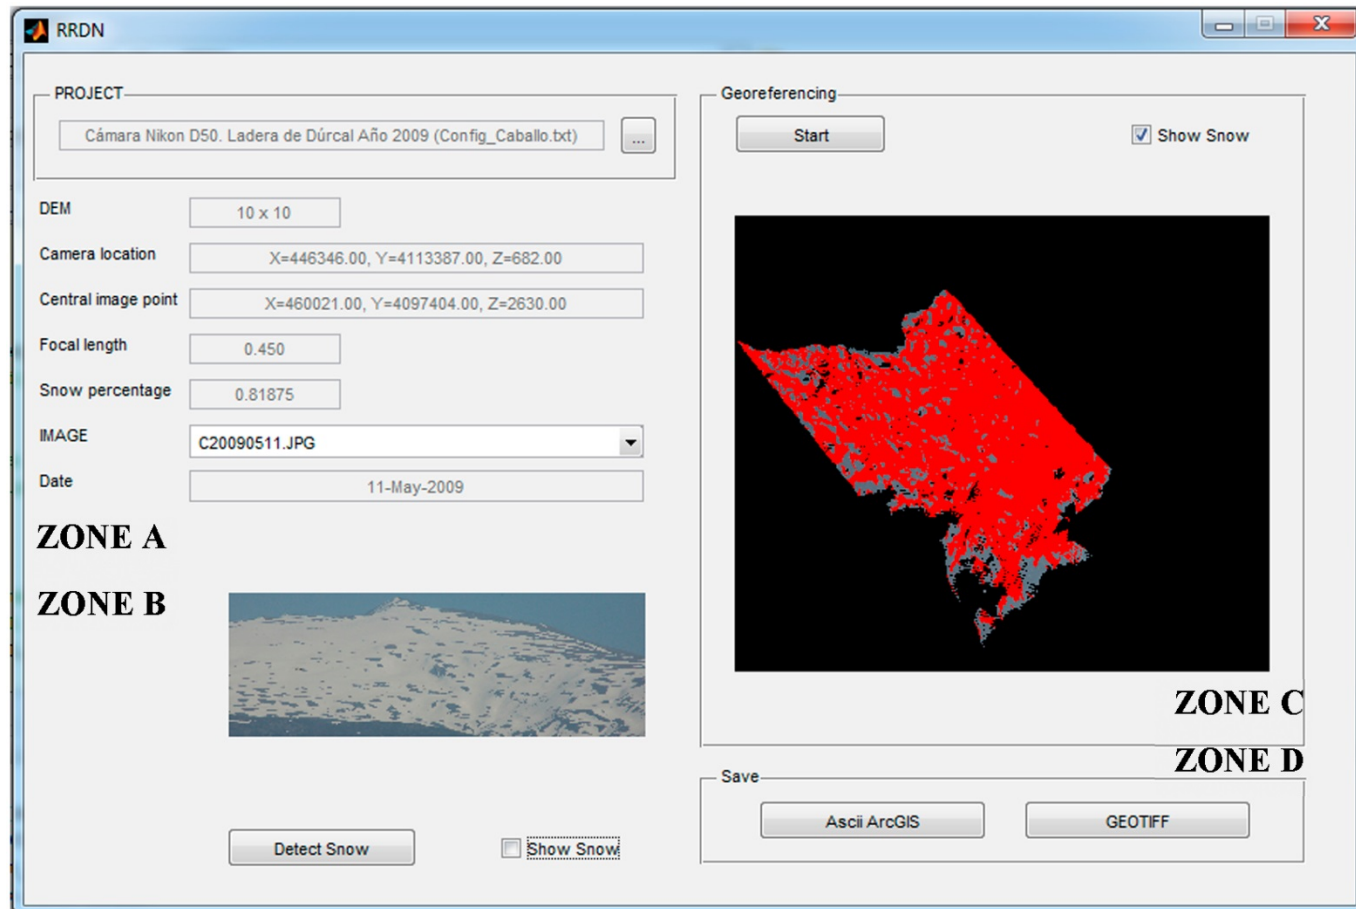 RRDN
PROJECT
Cámara Nikon D50. Ladera de Dúrcal Año 2009 (Config_Caballo.txt)
...
DEM
10 x 10
Camera location
X=446346.00, Y=4113387.00, Z=682.00
Central image point
X=460021.00, Y=4097404.00, Z=2630.00
Focal length
0.450
Snow percentage
0.81875
IMAGE
C20090511.JPG
Date
11-May-2009
ZONE A
ZONE B
Detect Snow
Show Snow
Georeferencing
Start
Show Snow
ZONE C
ZONE D
Save
Ascii ArcGIS
GEOTIFF